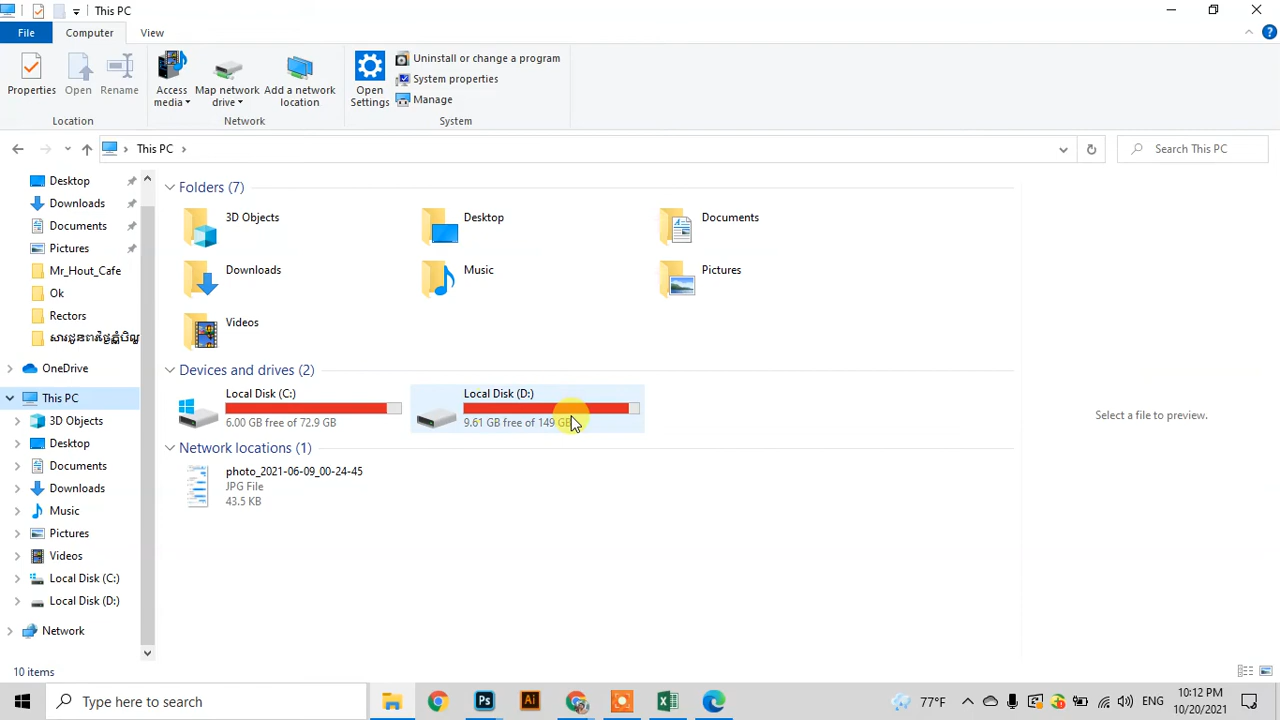 This PC
File
Computer
View
Properties
Open
Rename
Access media
Map network drive
Add a network location
Open Settings
Uninstall or change a program
System properties
Manage
Location
Network
System
This PC
Search This PC
Desktop
Downloads
Documents
Pictures
Mr_Hout_Cafe
Ok
Rectors
OneDrive
This PC
3D Objects
Desktop
Documents
Downloads
Music
Pictures
Videos
Local Disk (C:)
Local Disk (D:)
Network
Folders (7)
3D Objects
Desktop
Documents
Downloads
Music
Pictures
Videos
Devices and drives (2)
Local Disk (C:)
6.00 GB free of 72.9 GB
Local Disk (D:)
9.61 GB free of 149 GB
Network locations (1)
photo_2021-06-09_00-24-45
JPG File
43.5 KB
Select a file to preview.
10 items
Type here to search
Ps
Ai
77°F
ENG
10:12 PM
10/20/2021